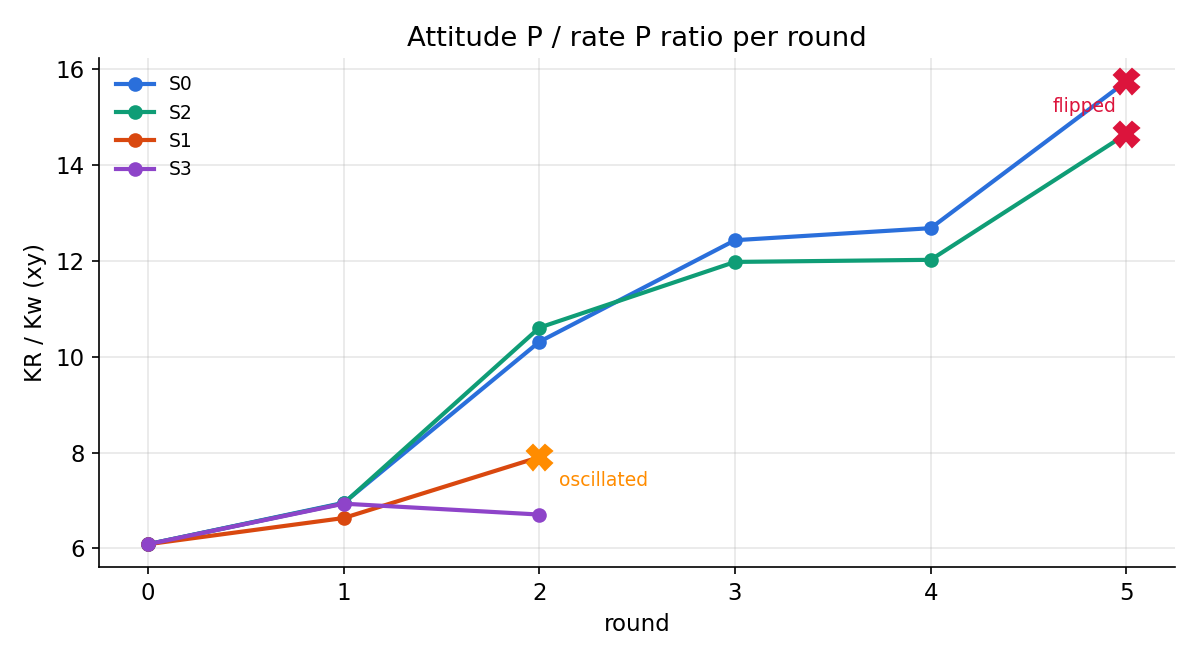 Attitude P / rate P ratio per round
KR / Kw (xy)
16
14
12
10
8
6
S0
S2
S1
S3
flipped
oscillated
0 1 2 3 4 5
round